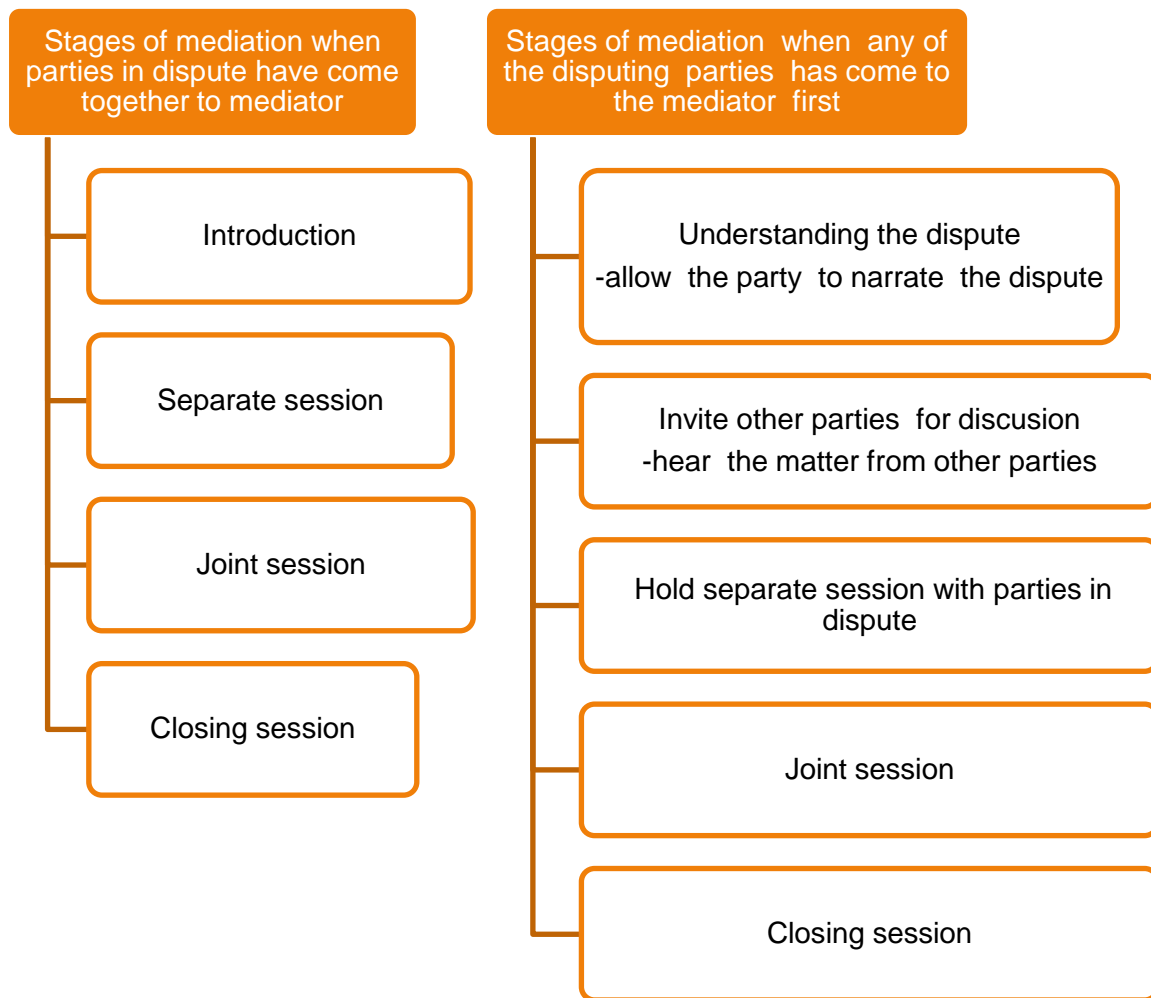 Stages of mediation when
parties in dispute have come
together to mediator
Introduction
Separate session
Joint session
Closing session
Stages of mediation when any of
the disputing parties has come to
the mediator first
Understanding the dispute
-allow the party to narrate the dispute
Invite other parties for discusion
-hear the matter from other parties
Hold separate session with parties in
dispute
Joint session
Closing session